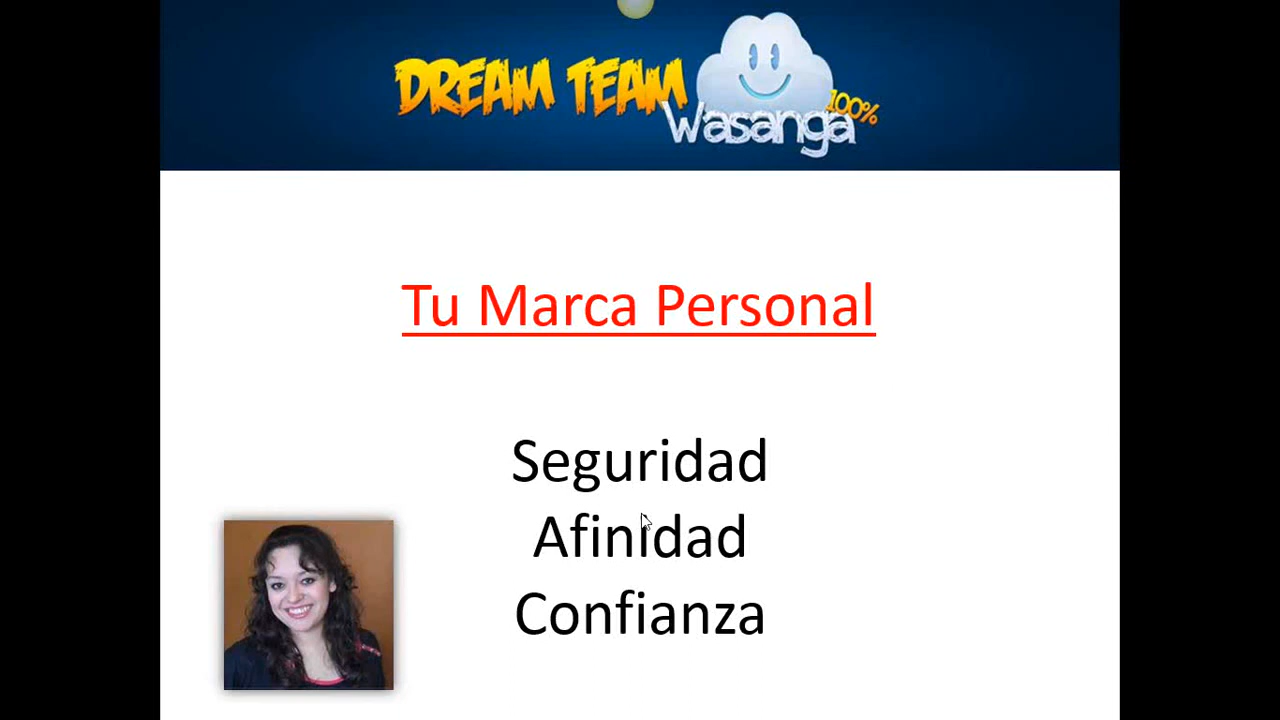 DREAM TEAM
Wasanga 100%
Tu Marca Personal
Seguridad
Afinidad
Confianza